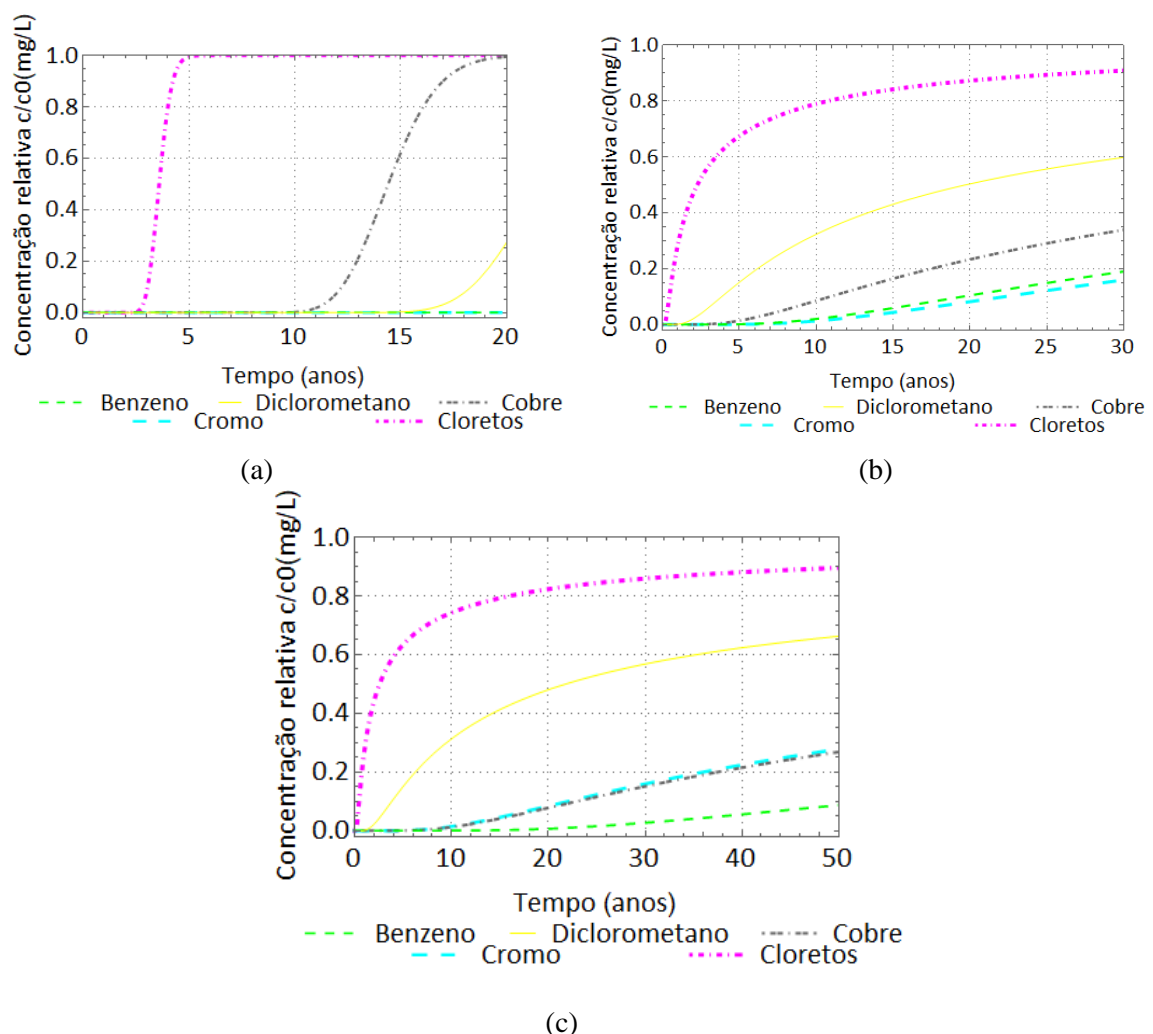 Concentração relativa c/c0(mg/L)
1.0
0.8
0.6
0.4
0.2
0.0
0 5 10 15 20
Tempo (anos)
Benzeno Diclorometano Cobre
Cromo Cloretos
(a)
Concentração relativa c/c0(mg/L)
1.0
0.8
0.6
0.4
0.2
0.0
0 5 10 15 20 25 30
Tempo (anos)
Benzeno Diclorometano Cobre
Cromo Cloretos
(b)
Concentração relativa c/c0(mg/L)
1.0
0.8
0.6
0.4
0.2
0.0
0 10 20 30 40 50
Tempo (anos)
Benzeno Diclorometano Cobre
Cromo Cloretos
(c)